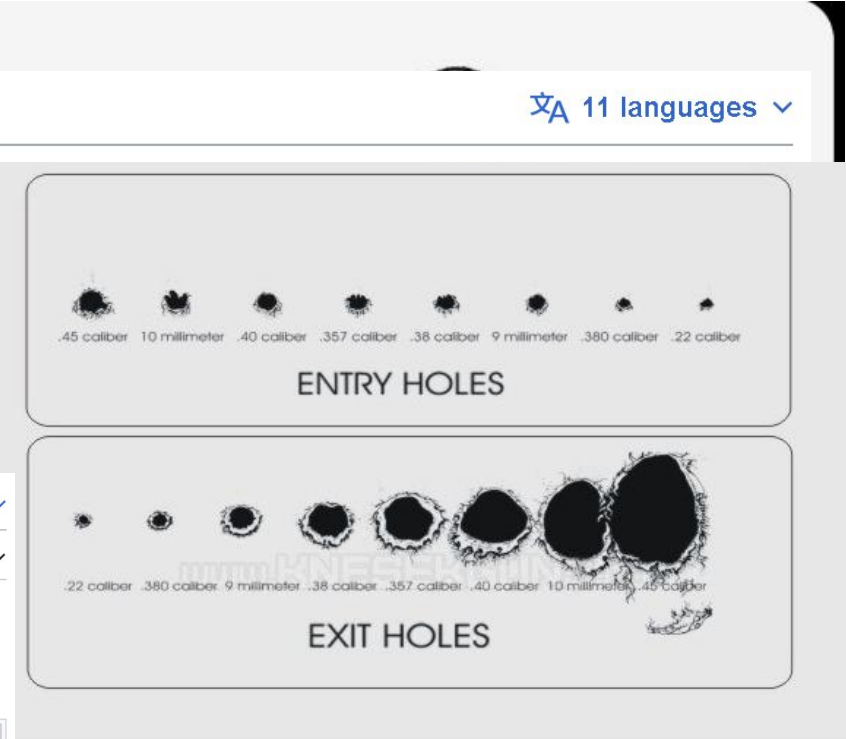 文A 11 languages
.45 caliber 10 millimeter .40 caliber .357 caliber .38 caliber 9 millimeter .380 caliber .22 caliber
ENTRY HOLES
.22 caliber .380 caliber 9 millimeter .38 caliber .357 caliber .40 caliber 10 millimeter .45 caliber
EXIT HOLES